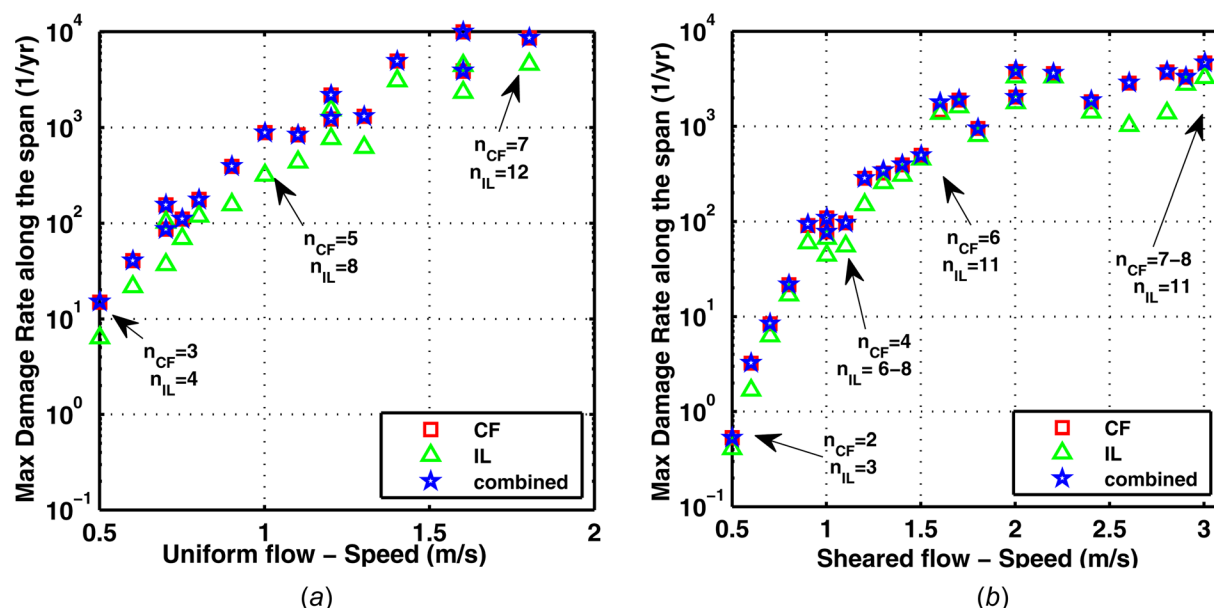 Max Damage Rate along the span (1/yr)
10^4
10^3
10^2
10^1
10^0
10^−1
n_CF=7
n_IL=12
n_CF=5
n_IL=8
n_CF=3
n_IL=4
CF
IL
combined
0.5 1 1.5 2
Uniform flow – Speed (m/s)
(a)
Max Damage Rate along the span (1/yr)
10^4
10^3
10^2
10^1
10^0
10^−1
n_CF=6
n_IL=11
n_CF=7−8
n_IL=11
n_CF=4
n_IL= 6−8
n_CF=2
n_IL=3
CF
IL
combined
0.5 1 1.5 2 2.5 3
Sheared flow – Speed (m/s)
(b)